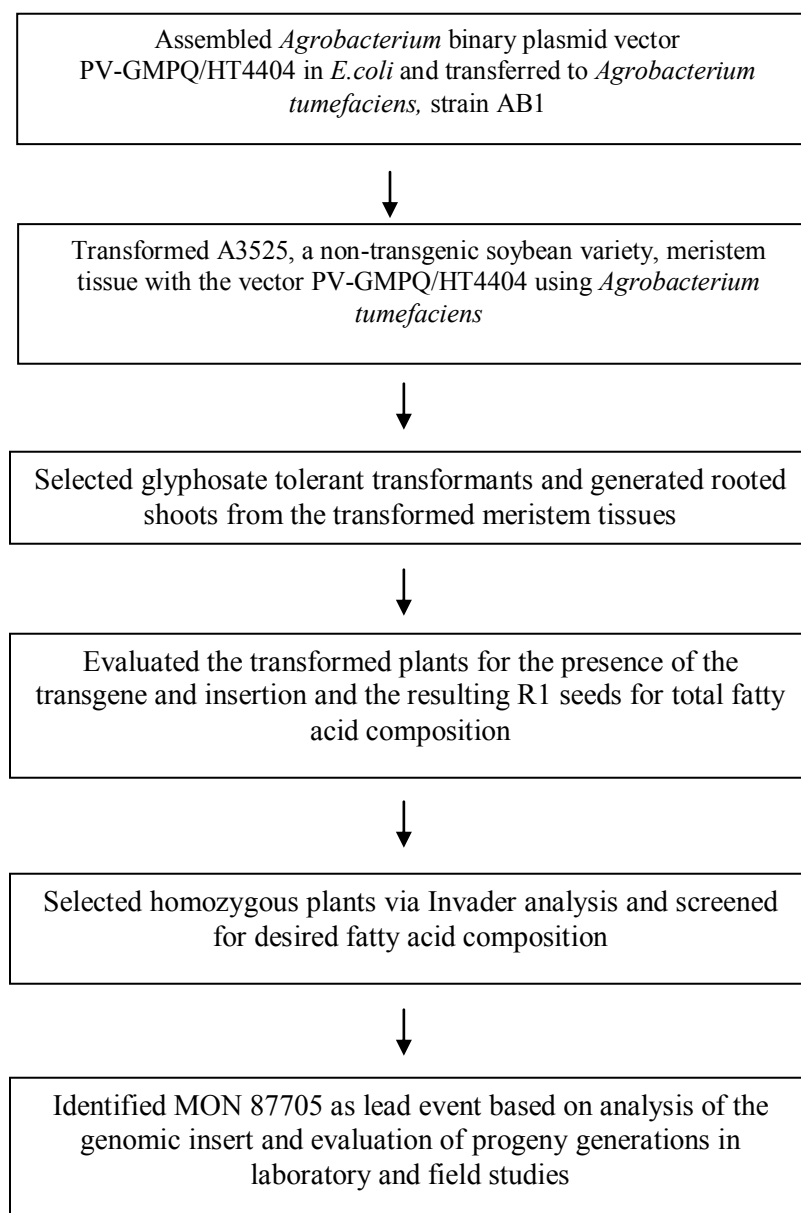 Assembled Agrobacterium binary plasmid vector
PV-GMPQ/HT4404 in E.coli and transferred to Agrobacterium
tumefaciens, strain AB1
Transformed A3525, a non-transgenic soybean variety, meristem
tissue with the vector PV-GMPQ/HT4404 using Agrobacterium
tumefaciens
Selected glyphosate tolerant transformants and generated rooted
shoots from the transformed meristem tissues
Evaluated the transformed plants for the presence of the
transgene and insertion and the resulting R1 seeds for total fatty
acid composition
Selected homozygous plants via Invader analysis and screened
for desired fatty acid composition
Identified MON 87705 as lead event based on analysis of the
genomic insert and evaluation of progeny generations in
laboratory and field studies